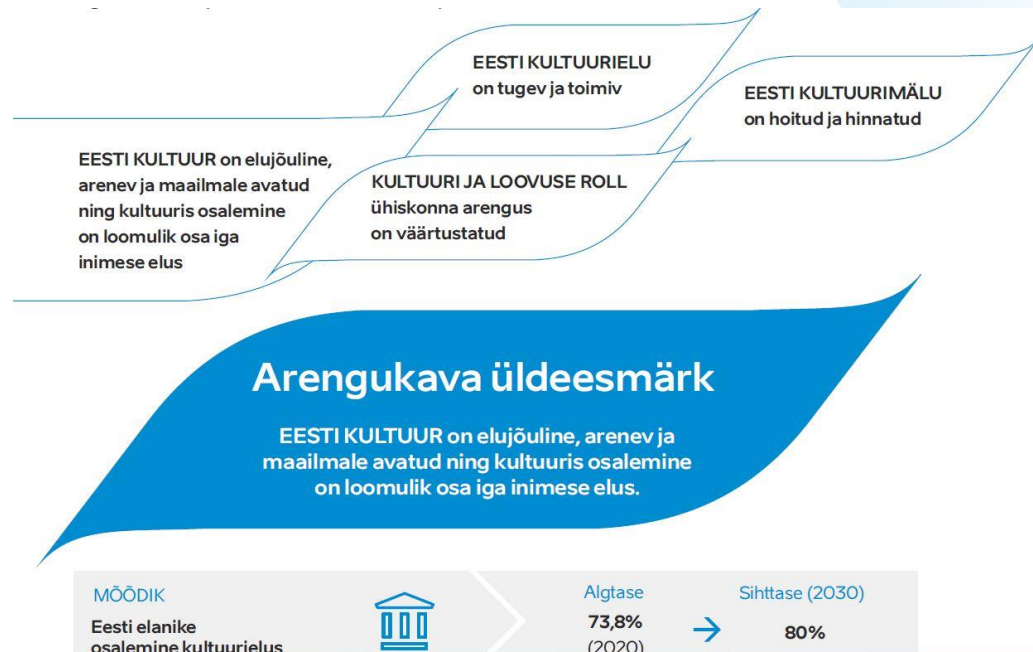 EESTI KULTUURIELU
on tugev ja toimiv
EESTI KULTUURIMÄLU
on hoitud ja hinnatud
EESTI KULTUUR on elujõuline,
arenev ja maailmale avatud
ning kultuuris osalemine
on loomulik osa iga
inimese elus
KULTUURI JA LOOVUSE ROLL
ühiskonna arengus
on väärtustatud
Arengukava üldeesmärk
EESTI KULTUUR on elujõuline, arenev ja
maailmale avatud ning kultuuris osalemine
on loomulik osa iga inimese elus.
MÕÕDIK
Eesti elanike
osalemine kultuurielus
Algtase
73,8%
(2020)
Sihttase (2030)
80%